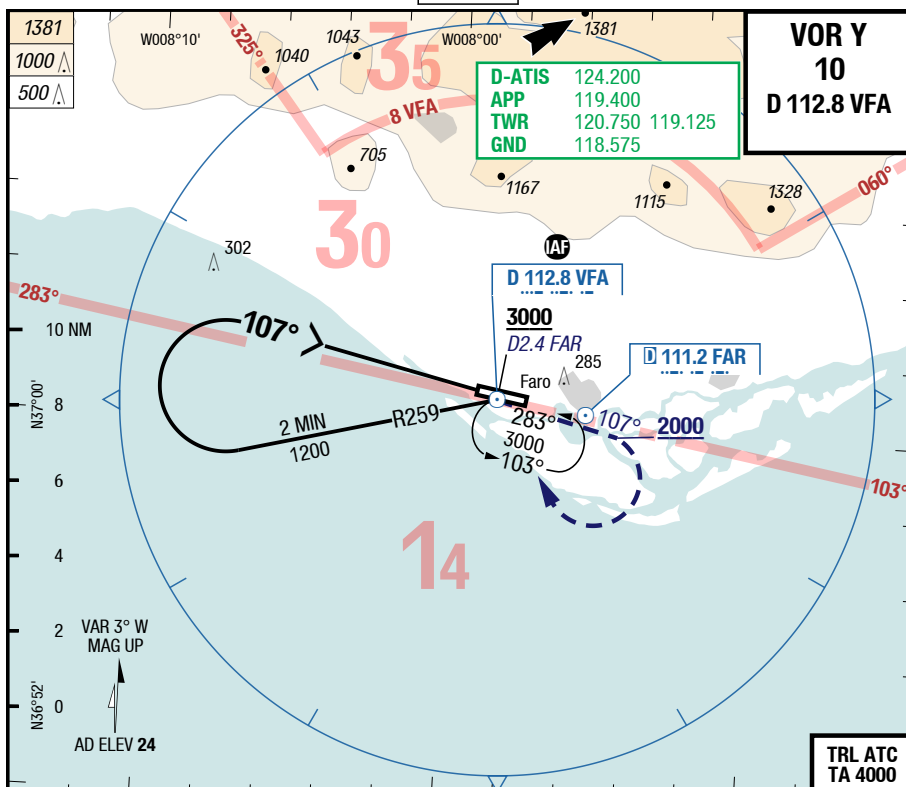 1381
1000
500
W008°10'
325°
1040
1043
35
8 VFA
W008°00'
1381
D-ATIS 124.200
APP 119.400
TWR 120.750 119.125
GND 118.575
VOR Y
10
D 112.8 VFA
705
1167
1115
1328
060°
30
302
IAF
D 112.8 VFA
283°
10 NM
107°
3000
D2.4 FAR
D 111.2 FAR
285
Faro
N37°00'
8
2 MIN
R259
1200
283°
3000
103°
107°
2000
103°
6
14
4
2
VAR 3° W
MAG UP
N36°52'
0
AD ELEV 24
TRL ATC
TA 4000